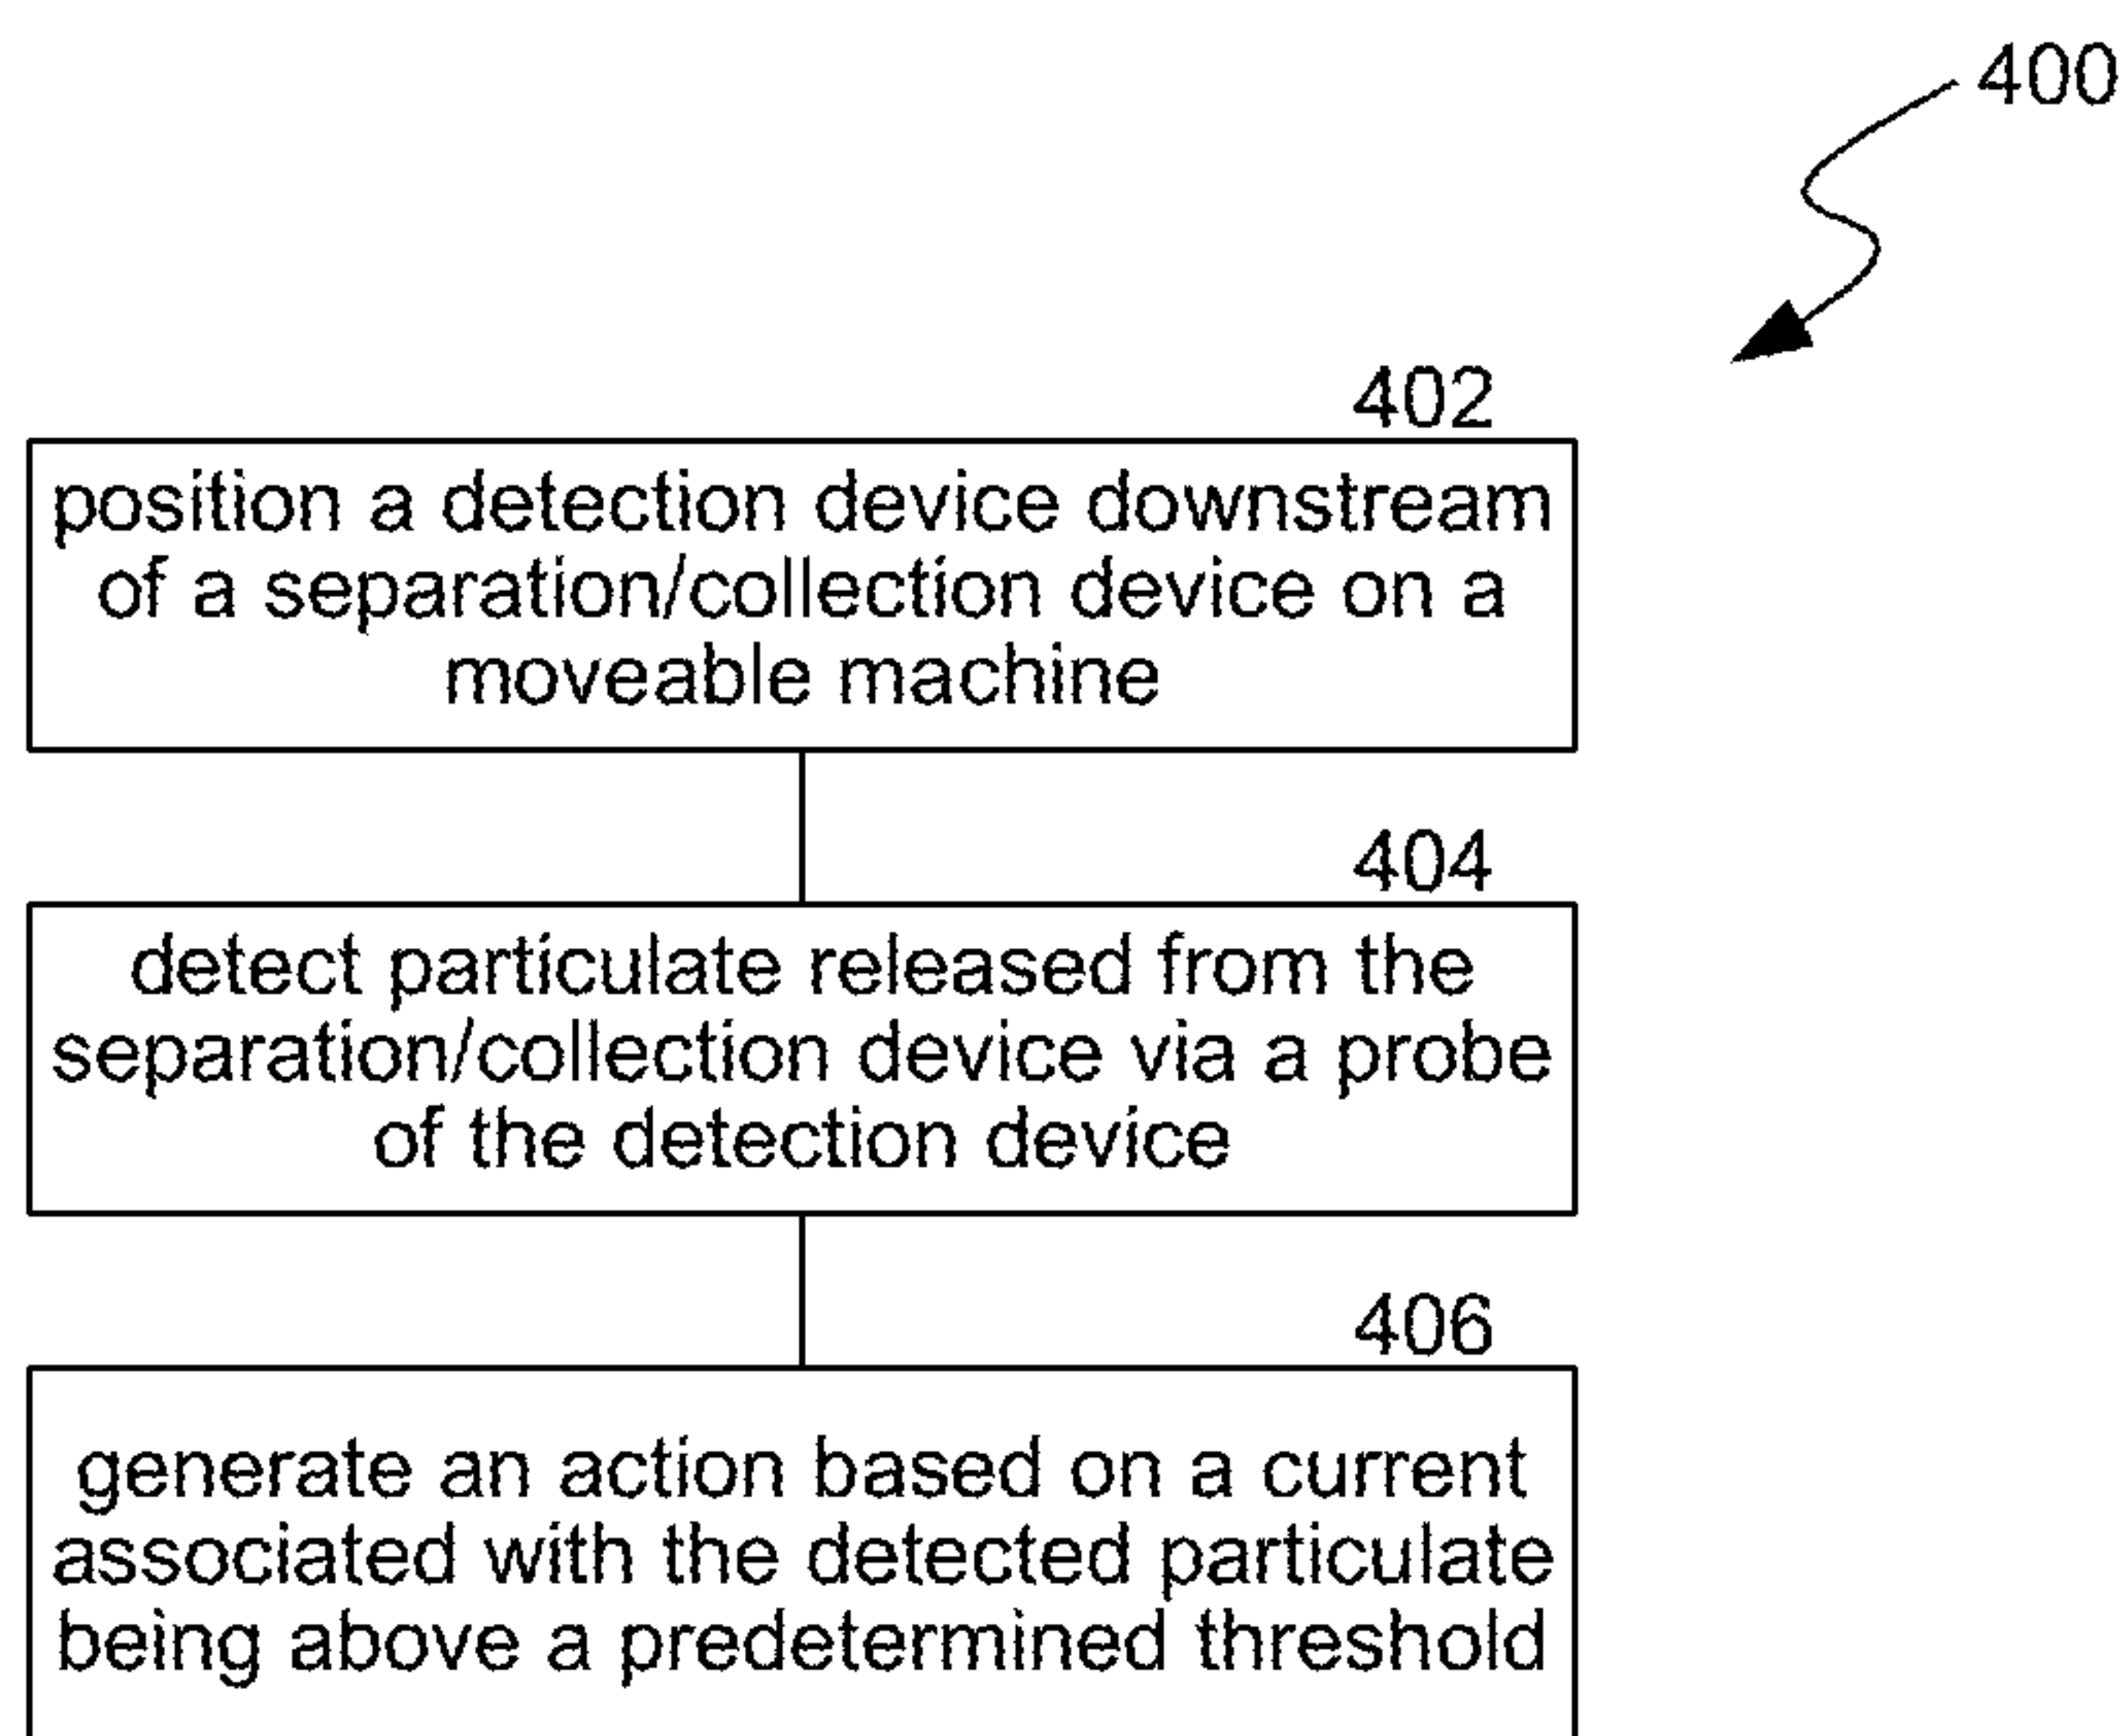 400
402
position a detection device downstream
of a separation/collection device on a
moveable machine
404
detect particulate released from the
separation/collection device via a probe
of the detection device
406
generate an action based on a current
associated with the detected particulate
being above a predetermined threshold